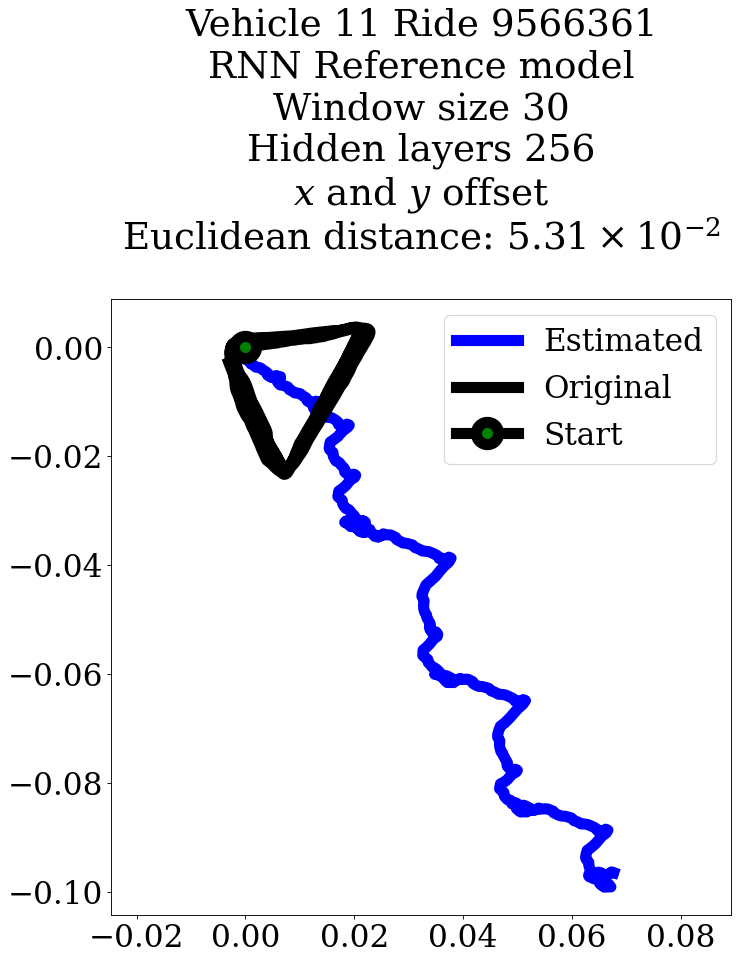 Vehicle 11 Ride 9566361
RNN Reference model
Window size 30
Hidden layers 256
x and y offset
Euclidean distance: 5.31 × 10⁻²
Estimated
Original
Start
0.00
−0.02
−0.04
−0.06
−0.08
−0.10
−0.02 0.00 0.02 0.04 0.06 0.08